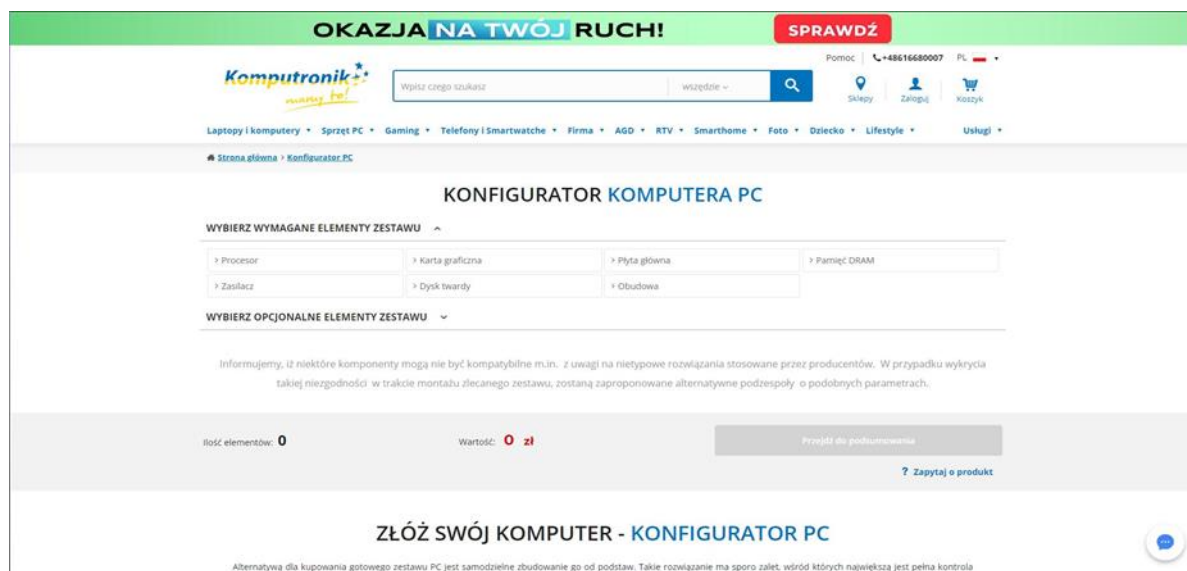 OKAZJA NA TWÓJ RUCH! SPRAWDŹ
Pomoc +48616680007 PL
Komputronik
mamy to!
Wpisz czego szukasz wszędzie
Sklepy Zaloguj Koszyk
Laptopy i komputery Sprzęt PC Gaming Telefony i Smartwatche Firma AGD RTV Smarthome Foto Dziecko Lifestyle Usługi
Strona główna > Konfigurator PC
KONFIGURATOR KOMPUTERA PC
WYBIERZ WYMAGANE ELEMENTY ZESTAWU
> Procesor > Karta graficzna > Płyta główna > Pamięć DRAM
> Zasilacz > Dysk twardy > Obudowa
WYBIERZ OPCJONALNE ELEMENTY ZESTAWU
Informujemy, iż niektóre komponenty mogą nie być kompatybilne m.in. z uwagi na nietypowe rozwiązania stosowane przez producentów. W przypadku wykrycia
takiej niezgodności w trakcie montażu zlecanego zestawu, zostaną zaproponowane alternatywne podzespoły o podobnych parametrach.
Ilość elementów: 0 Wartość: 0 zł Przejdź do podsumowania
? Zapytaj o produkt
ZŁÓŻ SWÓJ KOMPUTER - KONFIGURATOR PC
Alternatywą dla kupowania gotowego zestawu PC jest samodzielne zbudowanie go od podstaw. Takie rozwiązanie ma sporo zalet, wśród których największą jest pełna kontrola